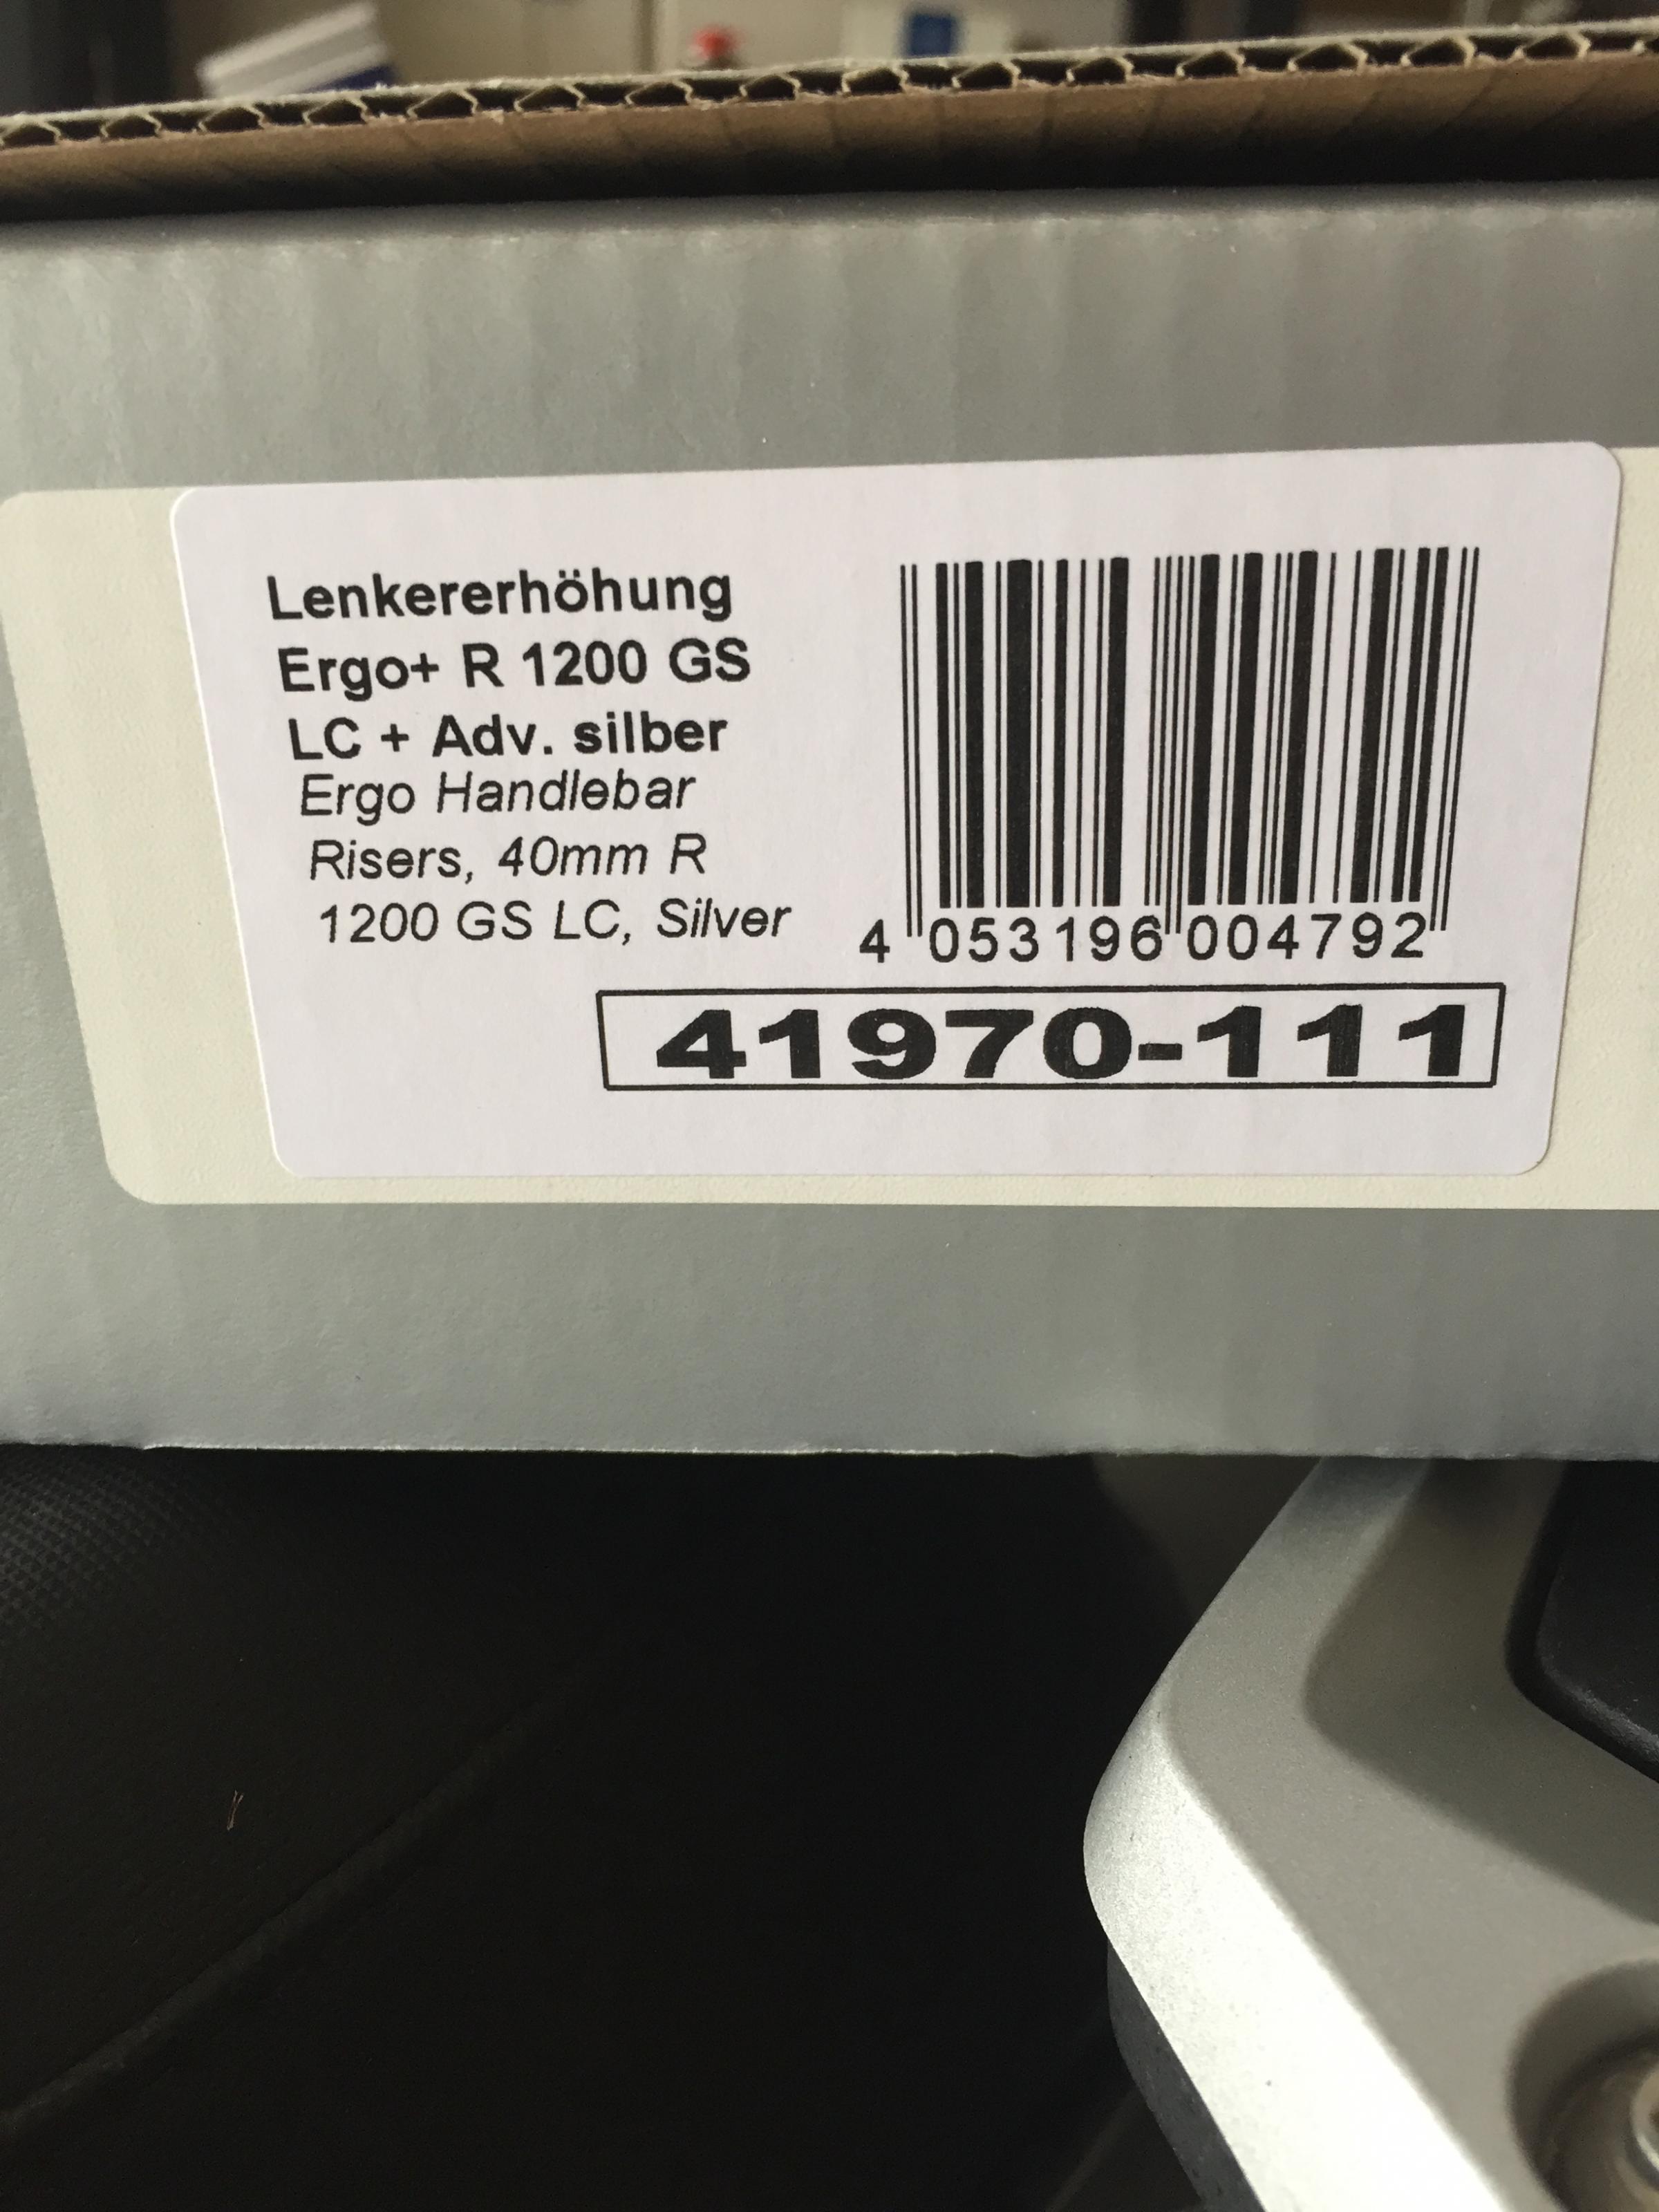 Lenkererhöhung
Ergo+ R 1200 GS
LC + Adv. silber
Ergo Handlebar
Risers, 40mm R
1200 GS LC, Silver
4 053196 004792
41970-111